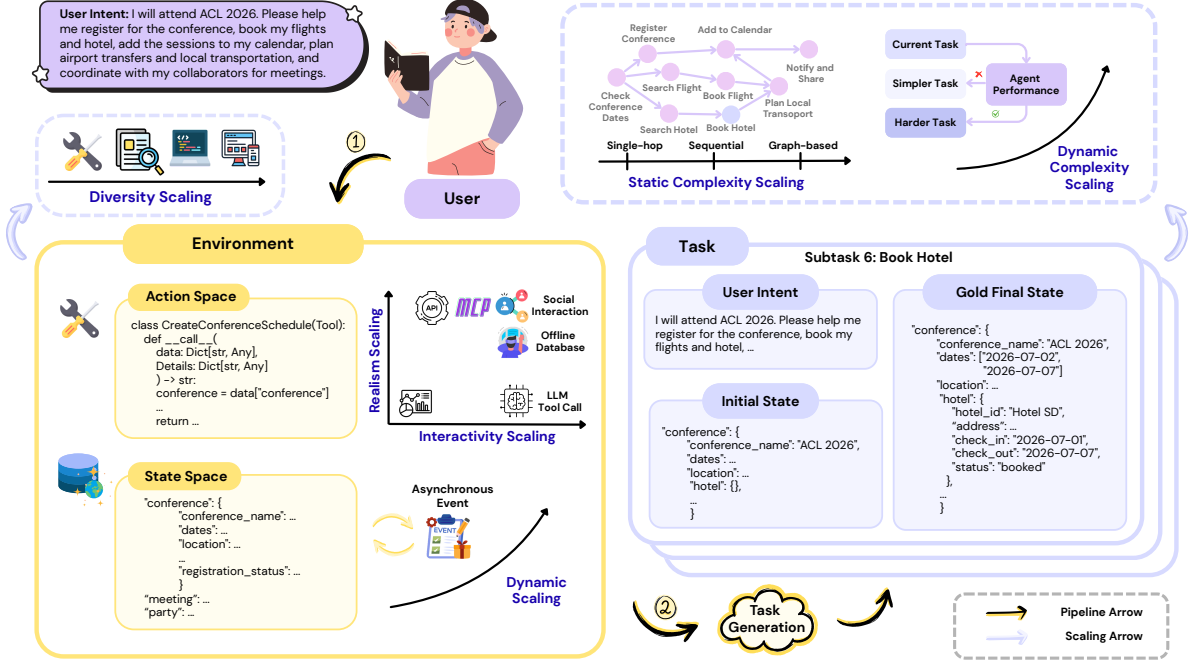 User Intent: I will attend ACL 2026. Please help
me register for the conference, book my flights
and hotel, add the sessions to my calendar, plan
airport transfers and local transportation, and
coordinate with my collaborators for meetings.
Diversity Scaling
1
User
Register
Conference
Add to Calendar
Notify and
Share
Search Flight
Book Flight
Check
Conference
Dates
Plan Local
Transoport
Search Hotel
Book Hotel
Single-hop
Sequential
Graph-based
Static Complexity Scaling
Current Task
Simpler Task
Harder Task
Agent
Performance
Dynamic
Complexity
Scaling
Environment
Action Space
class CreateConferenceSchedule(Tool):
def __call__(
data: Dict[str, Any],
Details: Dict[str, Any]
) -> str:
conference = data["conference"]
...
return ...
State Space
"conference": {
"conference_name": ...
"dates": ...
"location": ...
...
"registration_status": ...
}
"meeting": ...
"party": ...
Realism Scaling
API
MCP
Social
Interaction
Offline
Database
LLM
Tool Call
Interactivity Scaling
Asynchronous
Event
EVENT
Dynamic
Scaling
Task
Subtask 6: Book Hotel
User Intent
I will attend ACL 2026. Please help me
register for the conference, book my
flights and hotel, ...
Initial State
"conference": {
"conference_name": "ACL 2026",
"dates": ...
"location": ...
"hotel": {},
...
}
Gold Final State
"conference": {
"conference_name": "ACL 2026",
"dates": ["2026-07-02",
"2026-07-07"]
"location": ...
"hotel": {
"hotel_id": "Hotel SD",
"address": ...
"check_in": "2026-07-01",
"check_out": "2026-07-07",
"status": "booked"
},
...
}
2
Task
Generation
Pipeline Arrow
Scaling Arrow